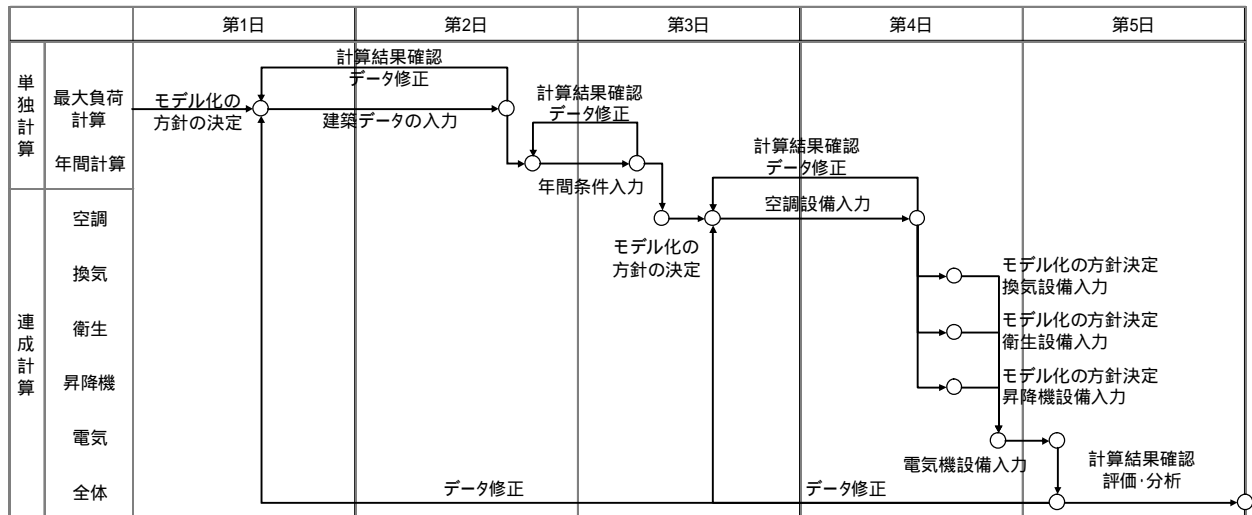 第1日
第2日
第3日
第4日
第5日
単独計算
最大負荷
計算
モデル化の
方針の決定
計算結果確認
データ修正
建築データの入力
計算結果確認
データ修正
年間計算
年間条件入力
計算結果確認
データ修正
連成計算
空調
モデル化の
方針の決定
空調設備入力
換気
モデル化の方針決定
換気設備入力
衛生
モデル化の方針決定
衛生設備入力
昇降機
モデル化の方針決定
昇降機設備入力
電気
電気機設備入力
計算結果確認
評価・分析
全体
データ修正
データ修正